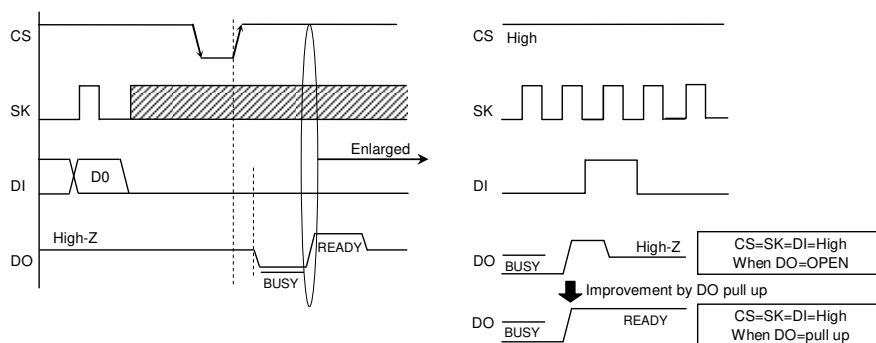 CS
SK
DI
D0
Enlarged
High-Z
DO
BUSY
READY
CS
High
SK
DI
DO
BUSY
High-Z
CS=SK=DI=High
When DO=OPEN
Improvement by DO pull up
DO
BUSY
READY
CS=SK=DI=High
When DO=pull up